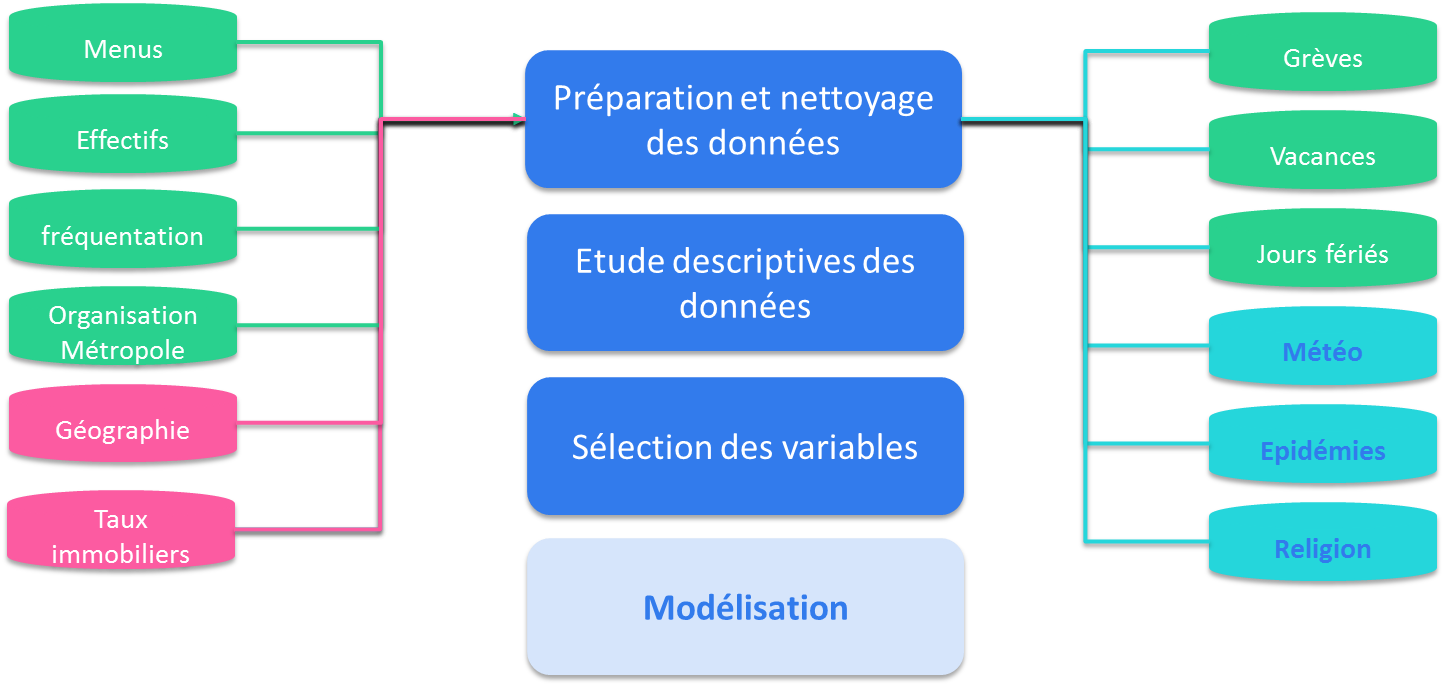 Menus
Effectifs
fréquentation
Organisation
Métropole
Géographie
Taux
immobiliers
Préparation et nettoyage
des données
Etude descriptives des
données
Sélection des variables
Modélisation
Grèves
Vacances
Jours fériés
Météo
Epidémies
Religion